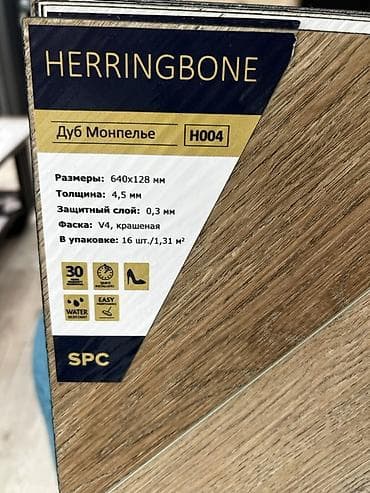 HERRINGBONE
Дуб Монпелье H004
Размеры: 640x128 мм
Толщина: 4,5 мм
Защитный слой: 0,3 мм
Фаска: V4, крашеная
В упаковке: 16 шт./1,31 м²
30
WATER
RESISTANT
EASY
SPC